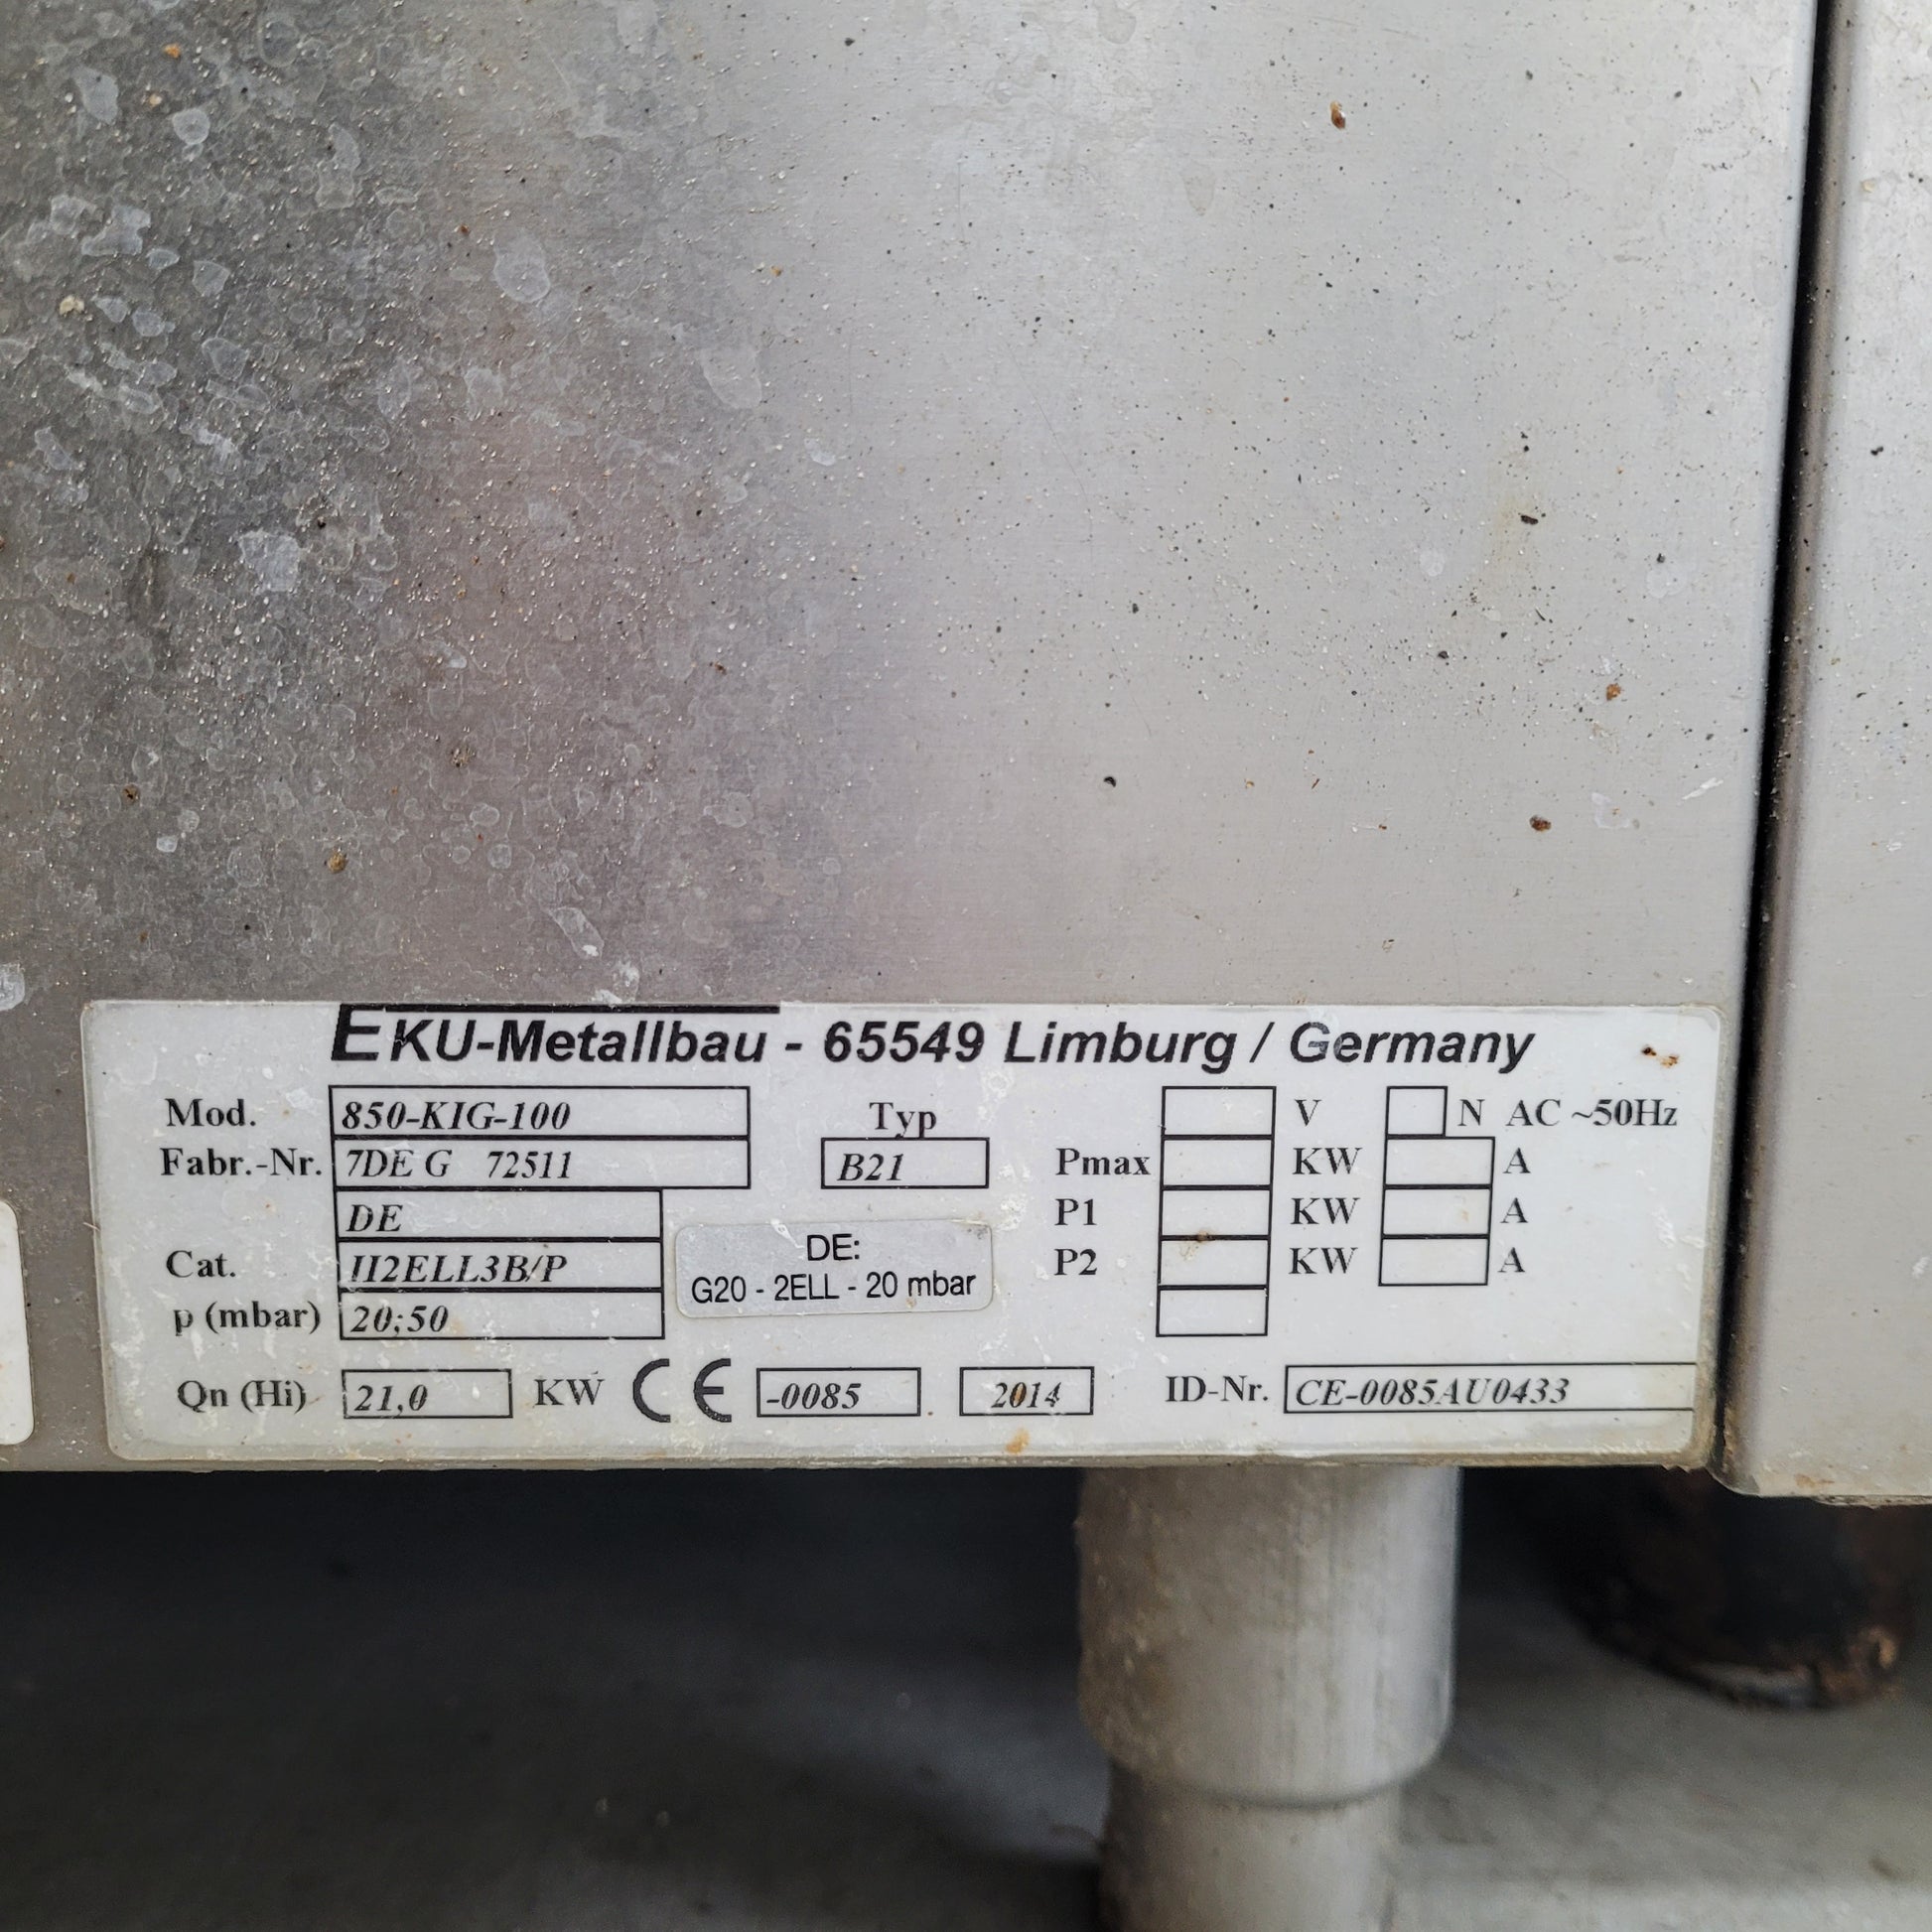 EKU-Metallbau - 65549 Limburg / Germany
Mod. 850-KIG-100 Typ V N AC ~50Hz
Fabr.-Nr. 7DE G 72511 B21 Pmax KW A
DE P1 KW A
DE:
Cat. II2ELL3B/P P2 KW A
G20 - 2ELL - 20 mbar
p (mbar) 20;50
Qn (Hi) 21,0 KW CE -0085 2014 ID-Nr. CE-0085AU0433